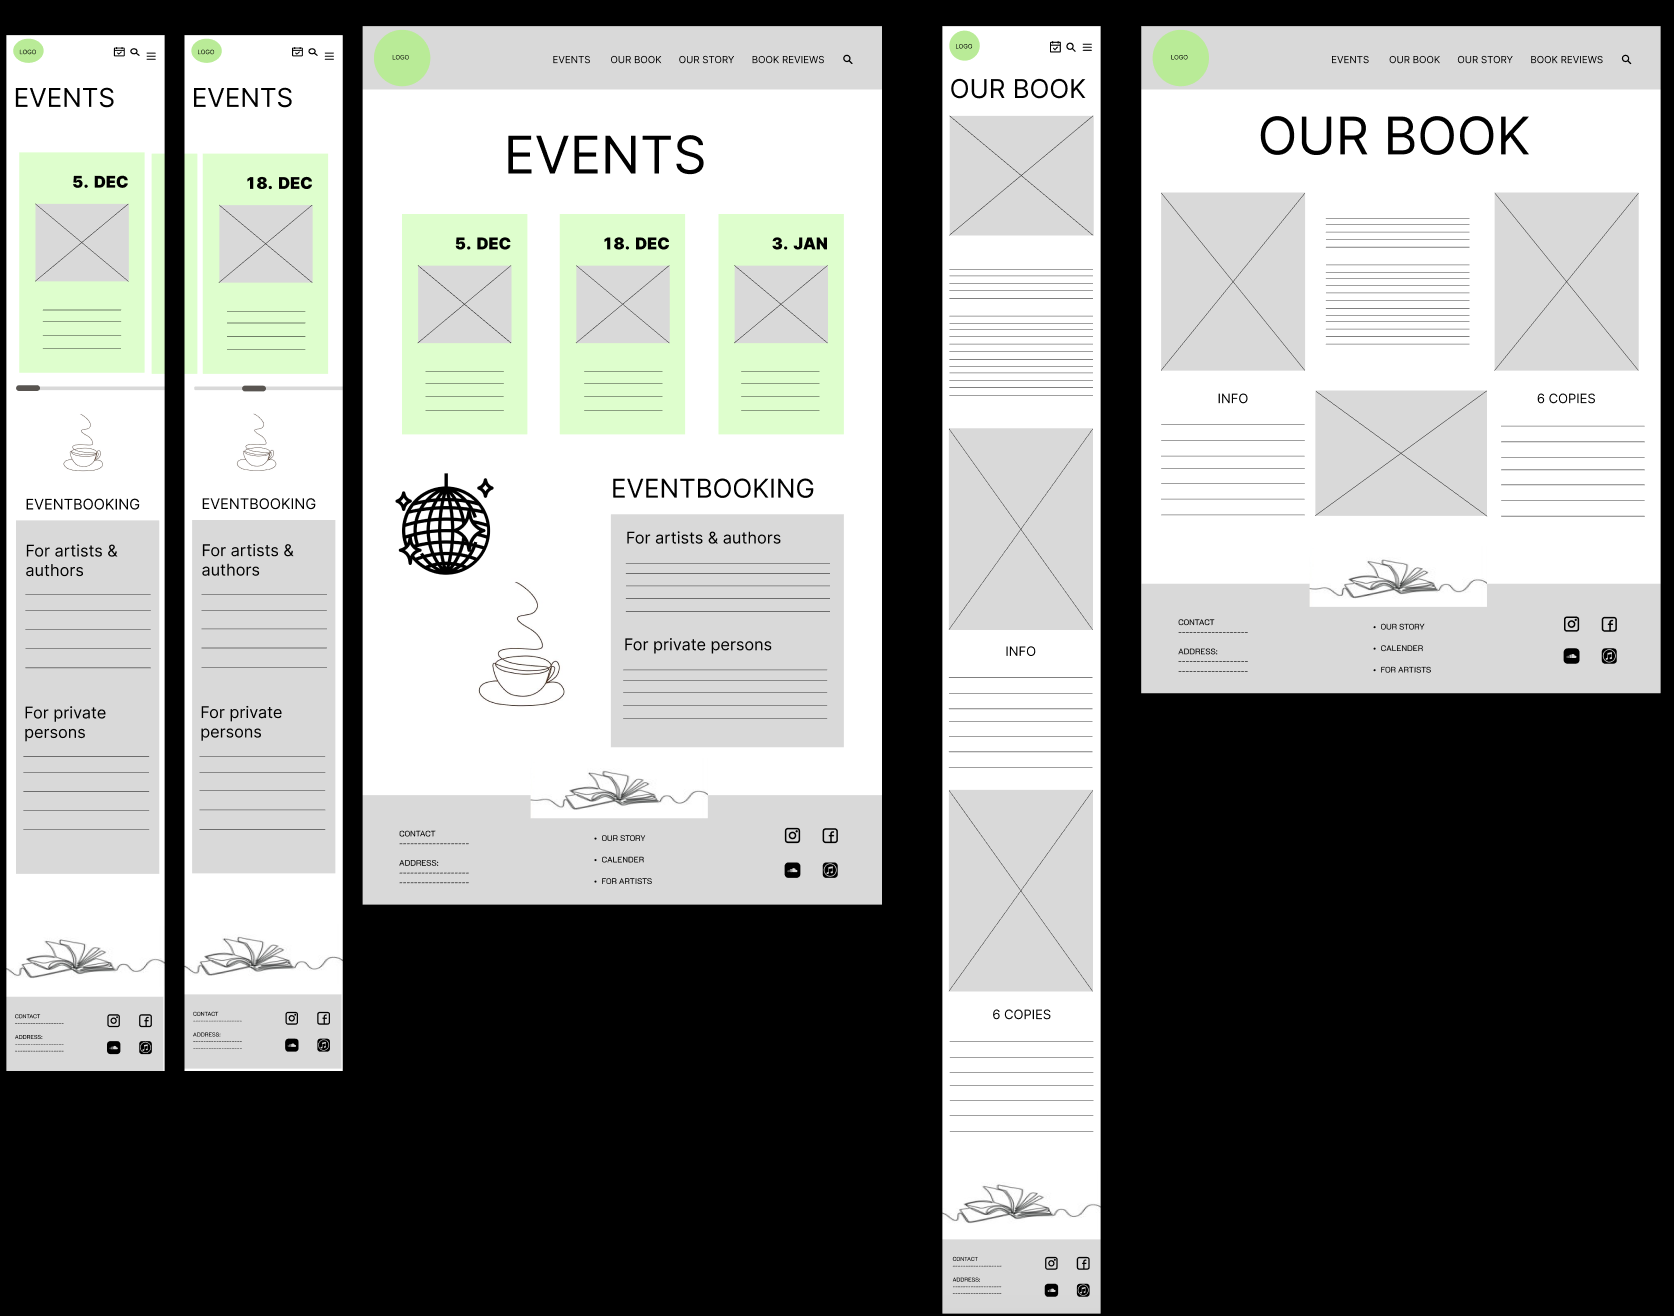 LOGO
EVENTS
5. DEC
EVENTBOOKING
For artists &
authors
For private
persons
CONTACT
--------------------
ADDRESS:
--------------------
--------------------
LOGO
EVENTS
18. DEC
EVENTBOOKING
For artists &
authors
For private
persons
CONTACT
--------------------
ADDRESS:
--------------------
--------------------
LOGO
EVENTS OUR BOOK OUR STORY BOOK REVIEWS
EVENTS
5. DEC
18. DEC
3. JAN
EVENTBOOKING
For artists & authors
For private persons
CONTACT
--------------------
ADDRESS:
--------------------
--------------------
• OUR STORY
• CALENDER
• FOR ARTISTS
LOGO
OUR BOOK
INFO
6 COPIES
CONTACT
--------------------
ADDRESS:
--------------------
--------------------
LOGO
EVENTS OUR BOOK OUR STORY BOOK REVIEWS
OUR BOOK
INFO
6 COPIES
CONTACT
--------------------
ADDRESS:
--------------------
--------------------
• OUR STORY
• CALENDER
• FOR ARTISTS